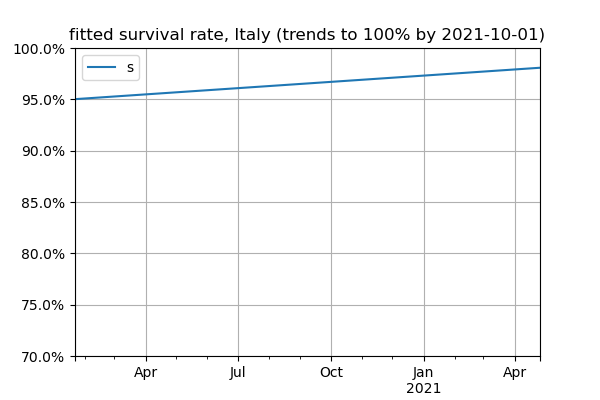 fitted survival rate, Italy (trends to 100% by 2021-10-01)
100.0%
s
95.0%
90.0%
85.0%
80.0%
75.0%
70.0%
Apr Jul Oct Jan Apr
2021